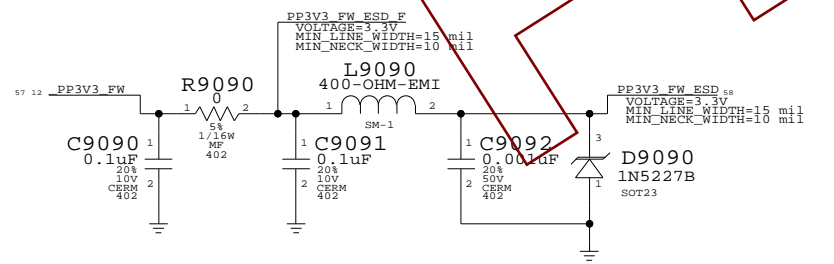 PP3V3_FW_ESD_F
VOLTAGE=3.3V
MIN_LINE_WIDTH=15 mil
MIN_NECK_WIDTH=10 mil
57 12 PP3V3_FW
R9090
0
1 2
5%
1/16W
MF
402
L9090
400-OHM-EMI
1 2
SM-1
PP3V3_FW_ESD 58
VOLTAGE=3.3V
MIN_LINE_WIDTH=15 mil
MIN_NECK_WIDTH=10 mil
C9090
0.1uF
20%
10V
CERM
402
1
2
C9091
0.1uF
20%
10V
CERM
402
1
2
C9092
0.001uF
20%
50V
CERM
402
1
2
3
D9090
1N5227B
1
SOT23